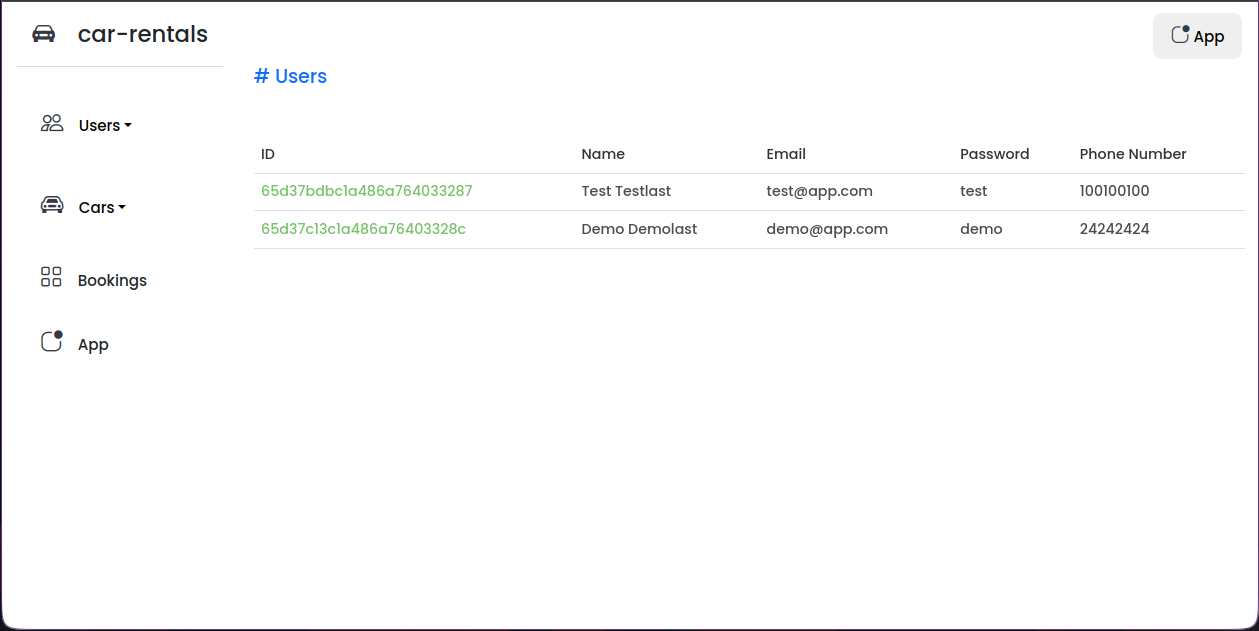 car-rentals
App
# Users
Users
Cars
Bookings
App
ID Name Email Password Phone Number
65d37bdbc1a486a764033287 Test Testlast test@app.com test 100100100
65d37c13c1a486a76403328c Demo Demolast demo@app.com demo 24242424